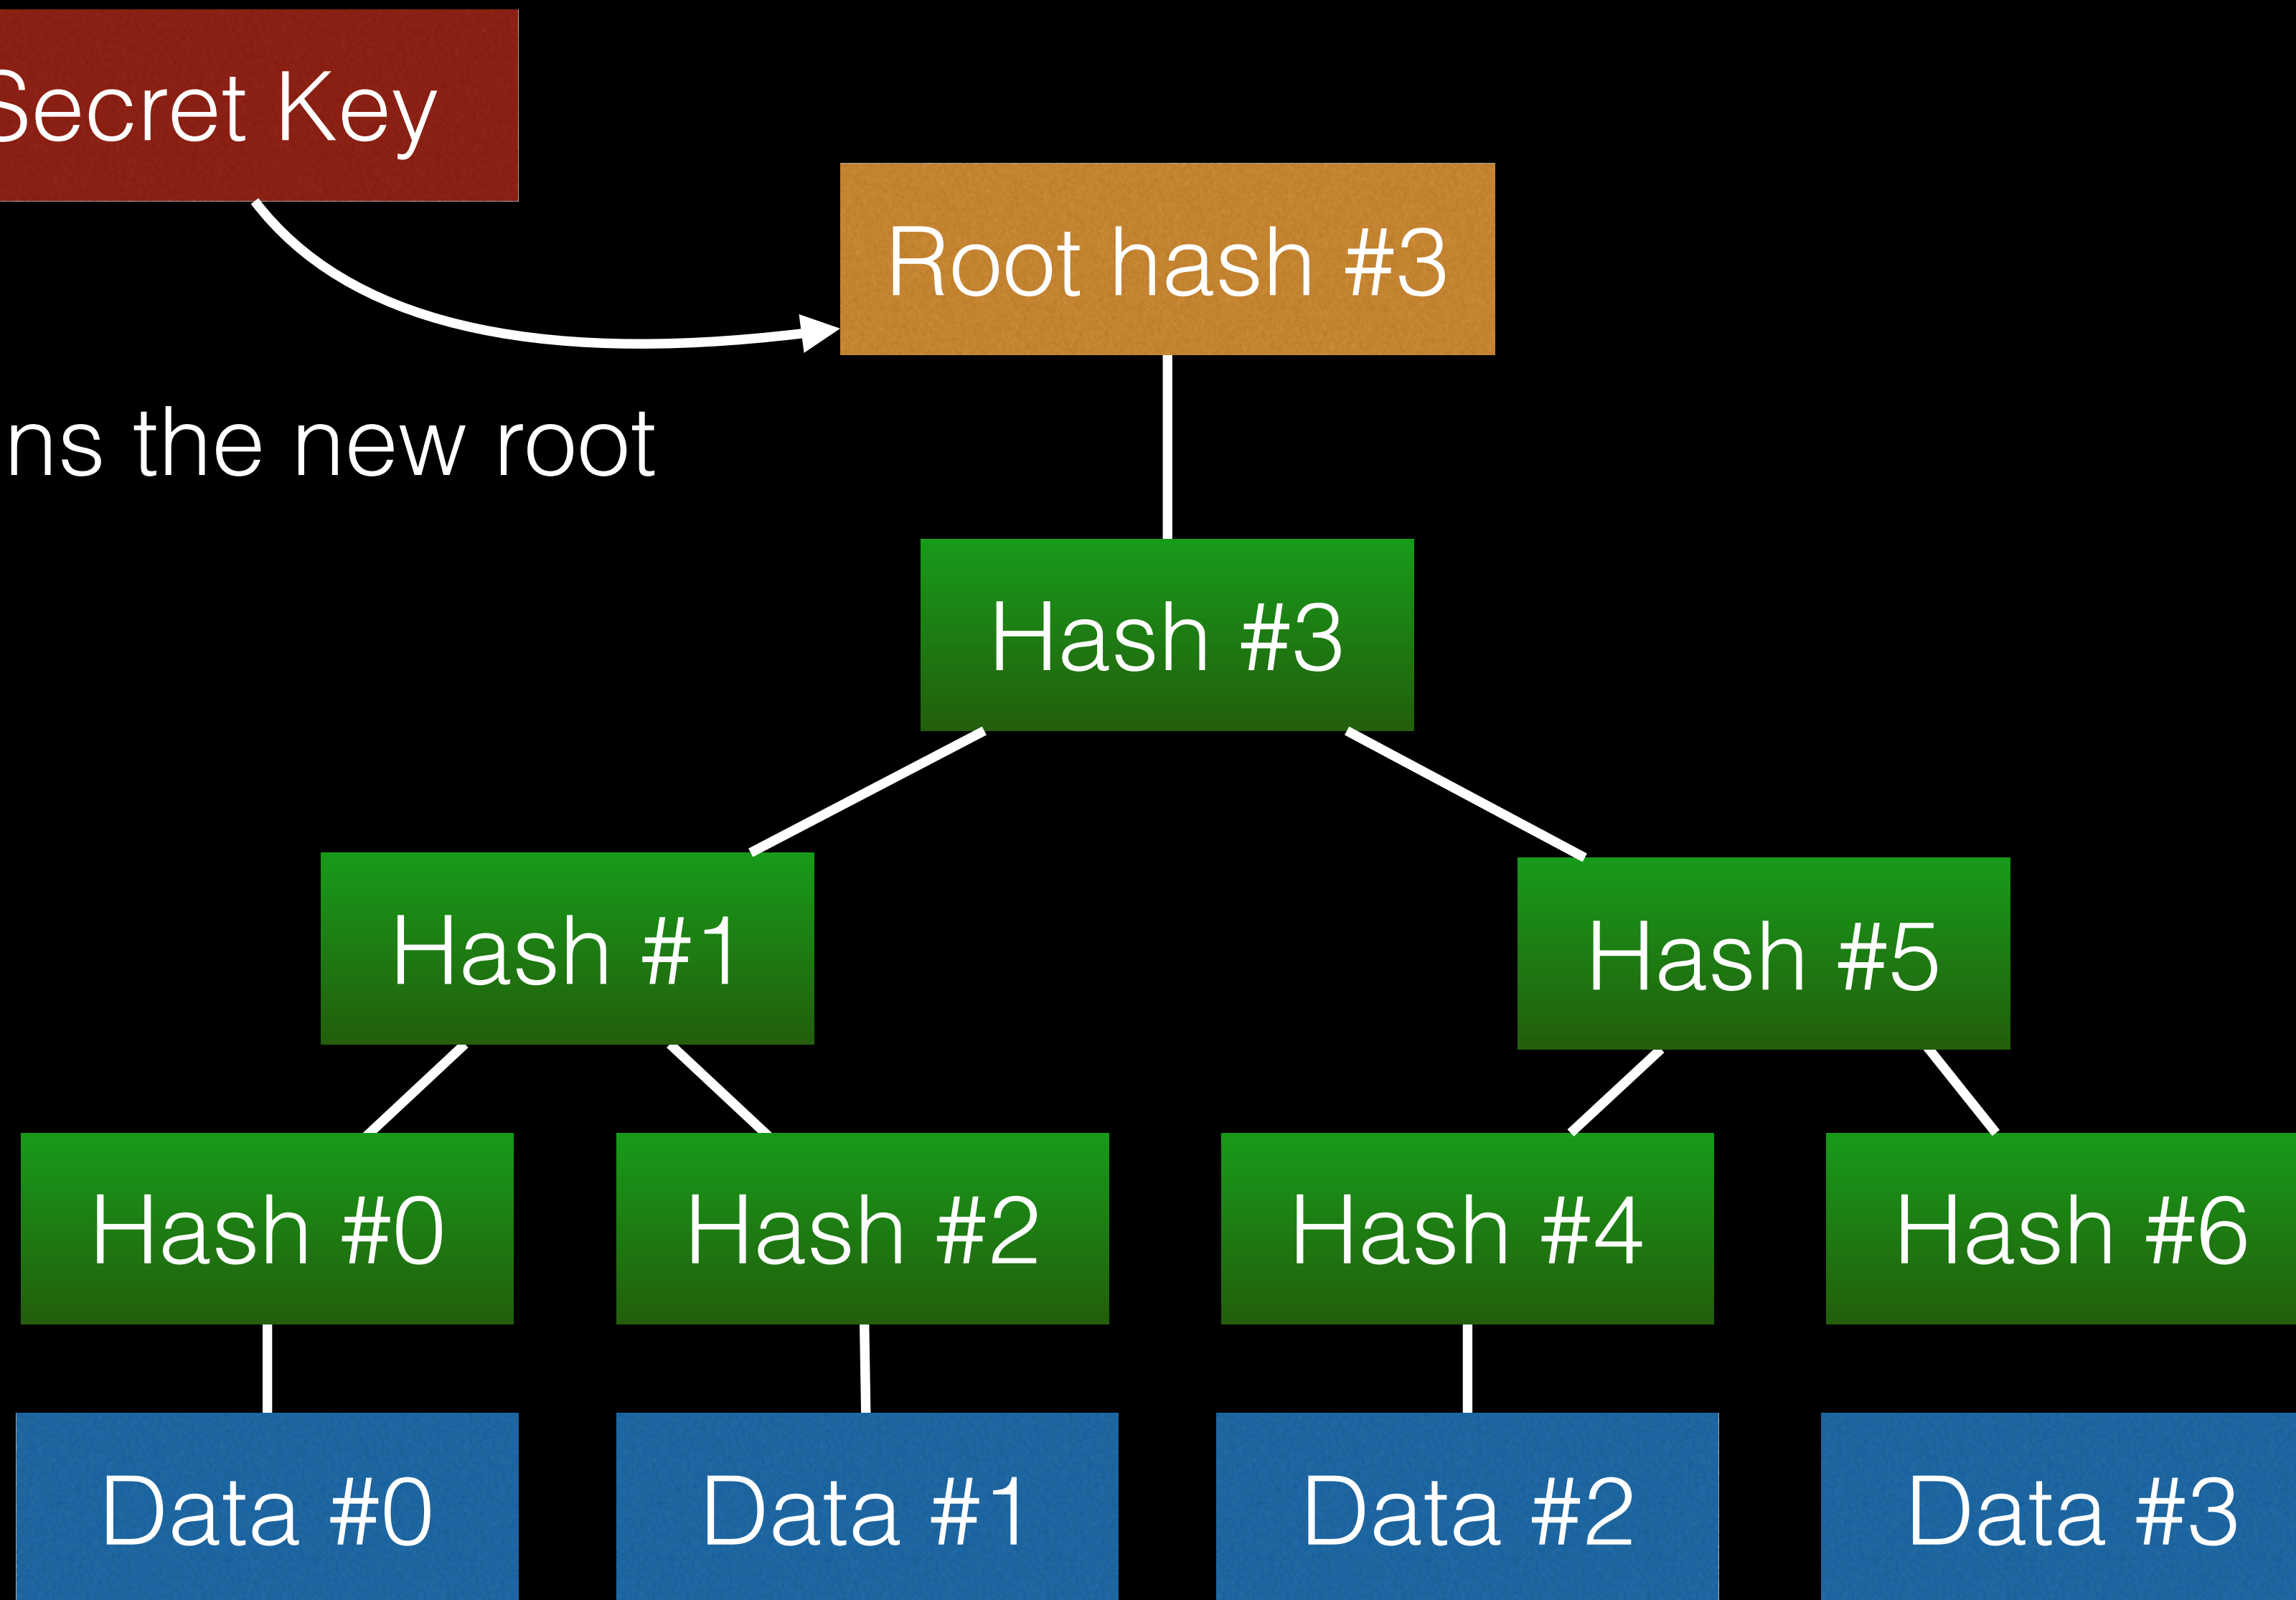 Secret Key
Root hash #3
ns the new root
Hash #3
Hash #1
Hash #5
Hash #0
Hash #2
Hash #4
Hash #6
Data #0
Data #1
Data #2
Data #3